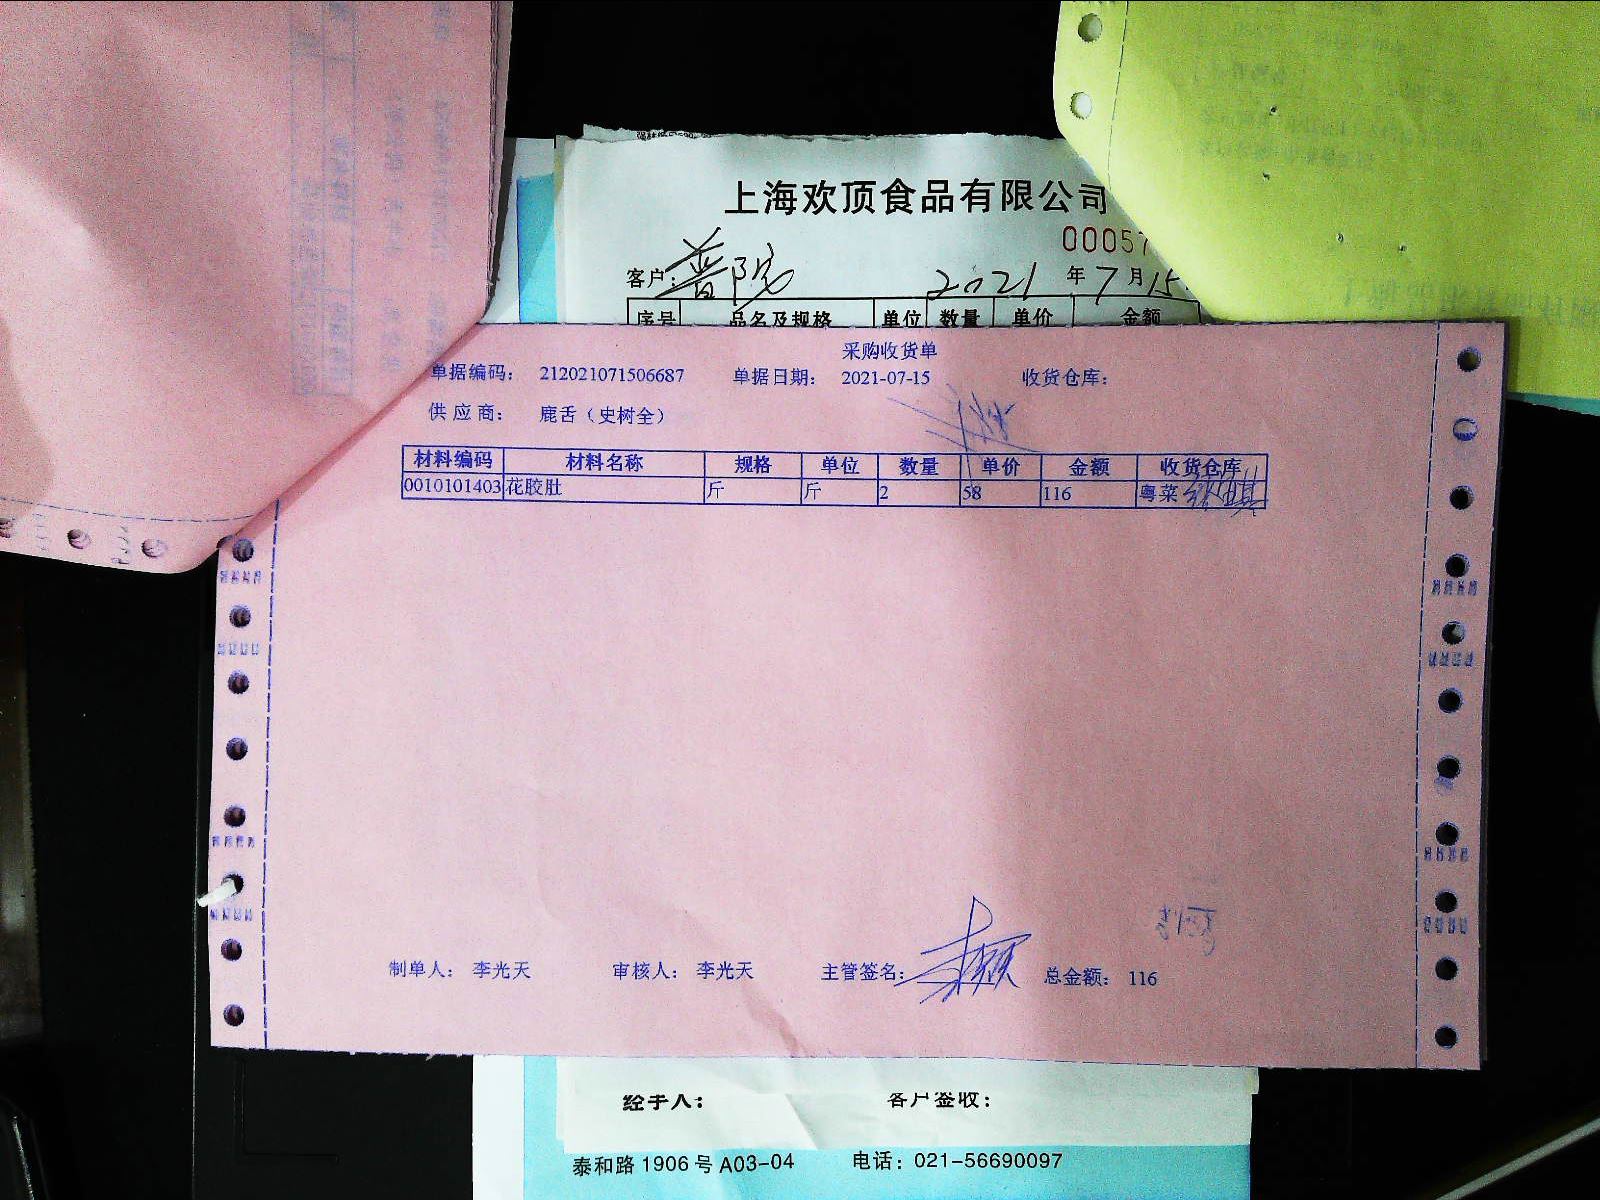 上海欢顶食品有限公司
00057
客户: 普陀 2021 年 7 月 15
序号 品名及规格 单位 数量 单价 金额
采购收货单
单据编码: 212021071506687 单据日期: 2021-07-15 收货仓库:
供应商: 鹿舌（史树全）
材料编码 材料名称 规格 单位 数量 单价 金额 收货仓库
0010101403 花胶肚 斤 斤 2 58 116 粤菜
制单人: 李光天 审核人: 李光天 主管签名: 总金额: 116
经手人: 客户签收:
泰和路 1906 号 A03-04 电话: 021-56690097